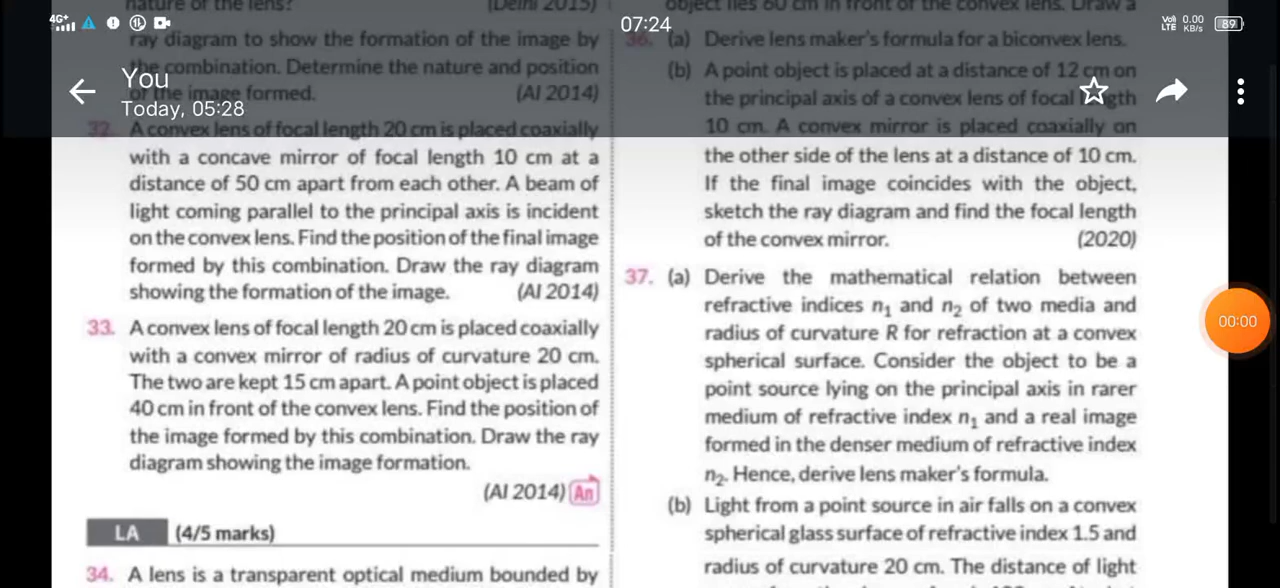 4G+
07:24
Voi) 0.00
LTE KB/s
89
You
Today, 05:28
00:00
nature of the lens? (Delhi 2015)
ray diagram to show the formation of the image by
the combination. Determine the nature and position
of the image formed. (AI 2014)
32. A convex lens of focal length 20 cm is placed coaxially
with a concave mirror of focal length 10 cm at a
distance of 50 cm apart from each other. A beam of
light coming parallel to the principal axis is incident
on the convex lens. Find the position of the final image
formed by this combination. Draw the ray diagram
showing the formation of the image. (AI 2014)
33. A convex lens of focal length 20 cm is placed coaxially
with a convex mirror of radius of curvature 20 cm.
The two are kept 15 cm apart. A point object is placed
40 cm in front of the convex lens. Find the position of
the image formed by this combination. Draw the ray
diagram showing the image formation.
(AI 2014) An
LA (4/5 marks)
34. A lens is a transparent optical medium bounded by
object lies 60 cm in front of the convex lens. Draw a
36. (a) Derive lens maker's formula for a biconvex lens.
(b) A point object is placed at a distance of 12 cm on
the principal axis of a convex lens of focal length
10 cm. A convex mirror is placed coaxially on
the other side of the lens at a distance of 10 cm.
If the final image coincides with the object,
sketch the ray diagram and find the focal length
of the convex mirror. (2020)
37. (a) Derive the mathematical relation between
refractive indices n₁ and n₂ of two media and
radius of curvature R for refraction at a convex
spherical surface. Consider the object to be a
point source lying on the principal axis in rarer
medium of refractive index n₁ and a real image
formed in the denser medium of refractive index
n₂. Hence, derive lens maker's formula.
(b) Light from a point source in air falls on a convex
spherical glass surface of refractive index 1.5 and
radius of curvature 20 cm. The distance of light